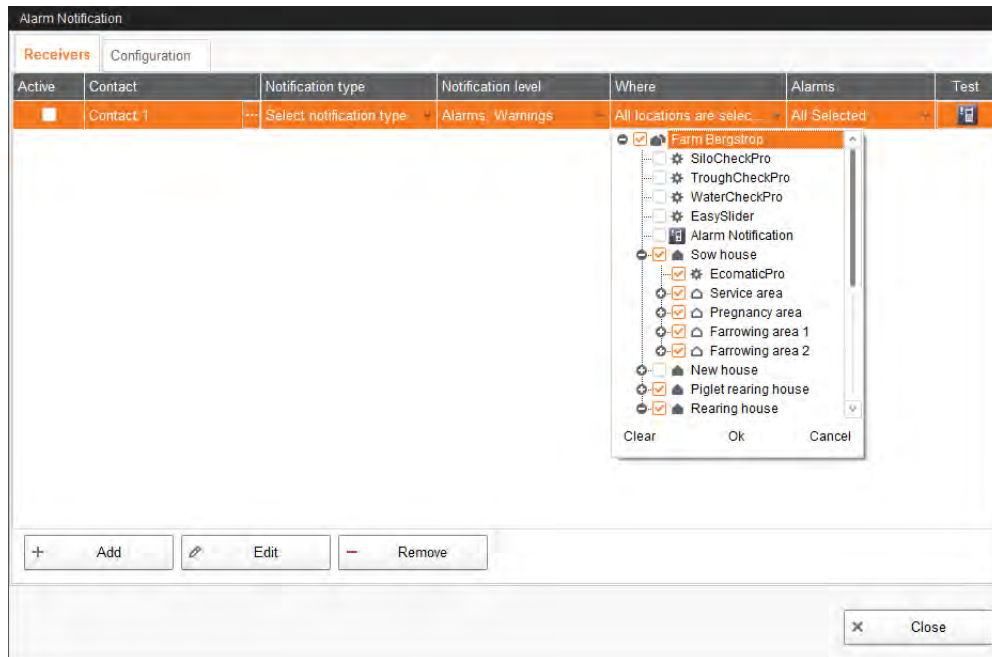 Alarm Notification
Receivers Configuration
Active Contact Notification type Notification level Where Alarms Test
Contact 1 ... Select notification type Alarms, Warnings All locations are selec... All Selected
Farm Bergstrop
SiloCheckPro
TroughCheckPro
WaterCheckPro
EasySlider
Alarm Notification
Sow house
EcomaticPro
Service area
Pregnancy area
Farrowing area 1
Farrowing area 2
New house
Piglet rearing house
Rearing house
Clear Ok Cancel
Add Edit Remove
Close